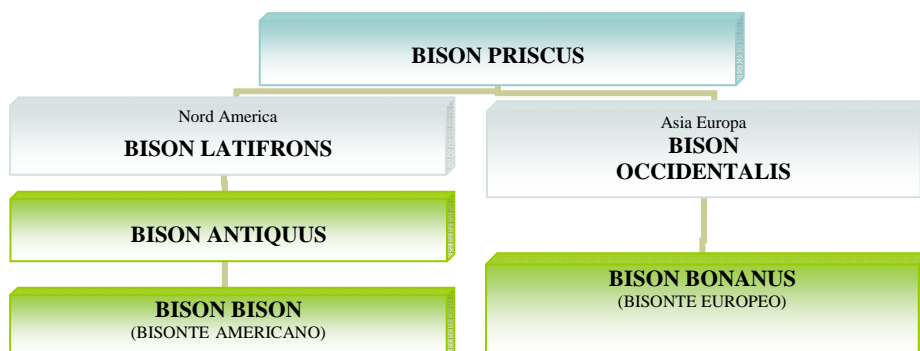 BISON PRISCUS
Nord America
BISON LATIFRONS
Asia Europa
BISON
OCCIDENTALIS
BISON ANTIQUUS
BISON BONANUS
(BISONTE EUROPEO)
BISON BISON
(BISONTE AMERICANO)